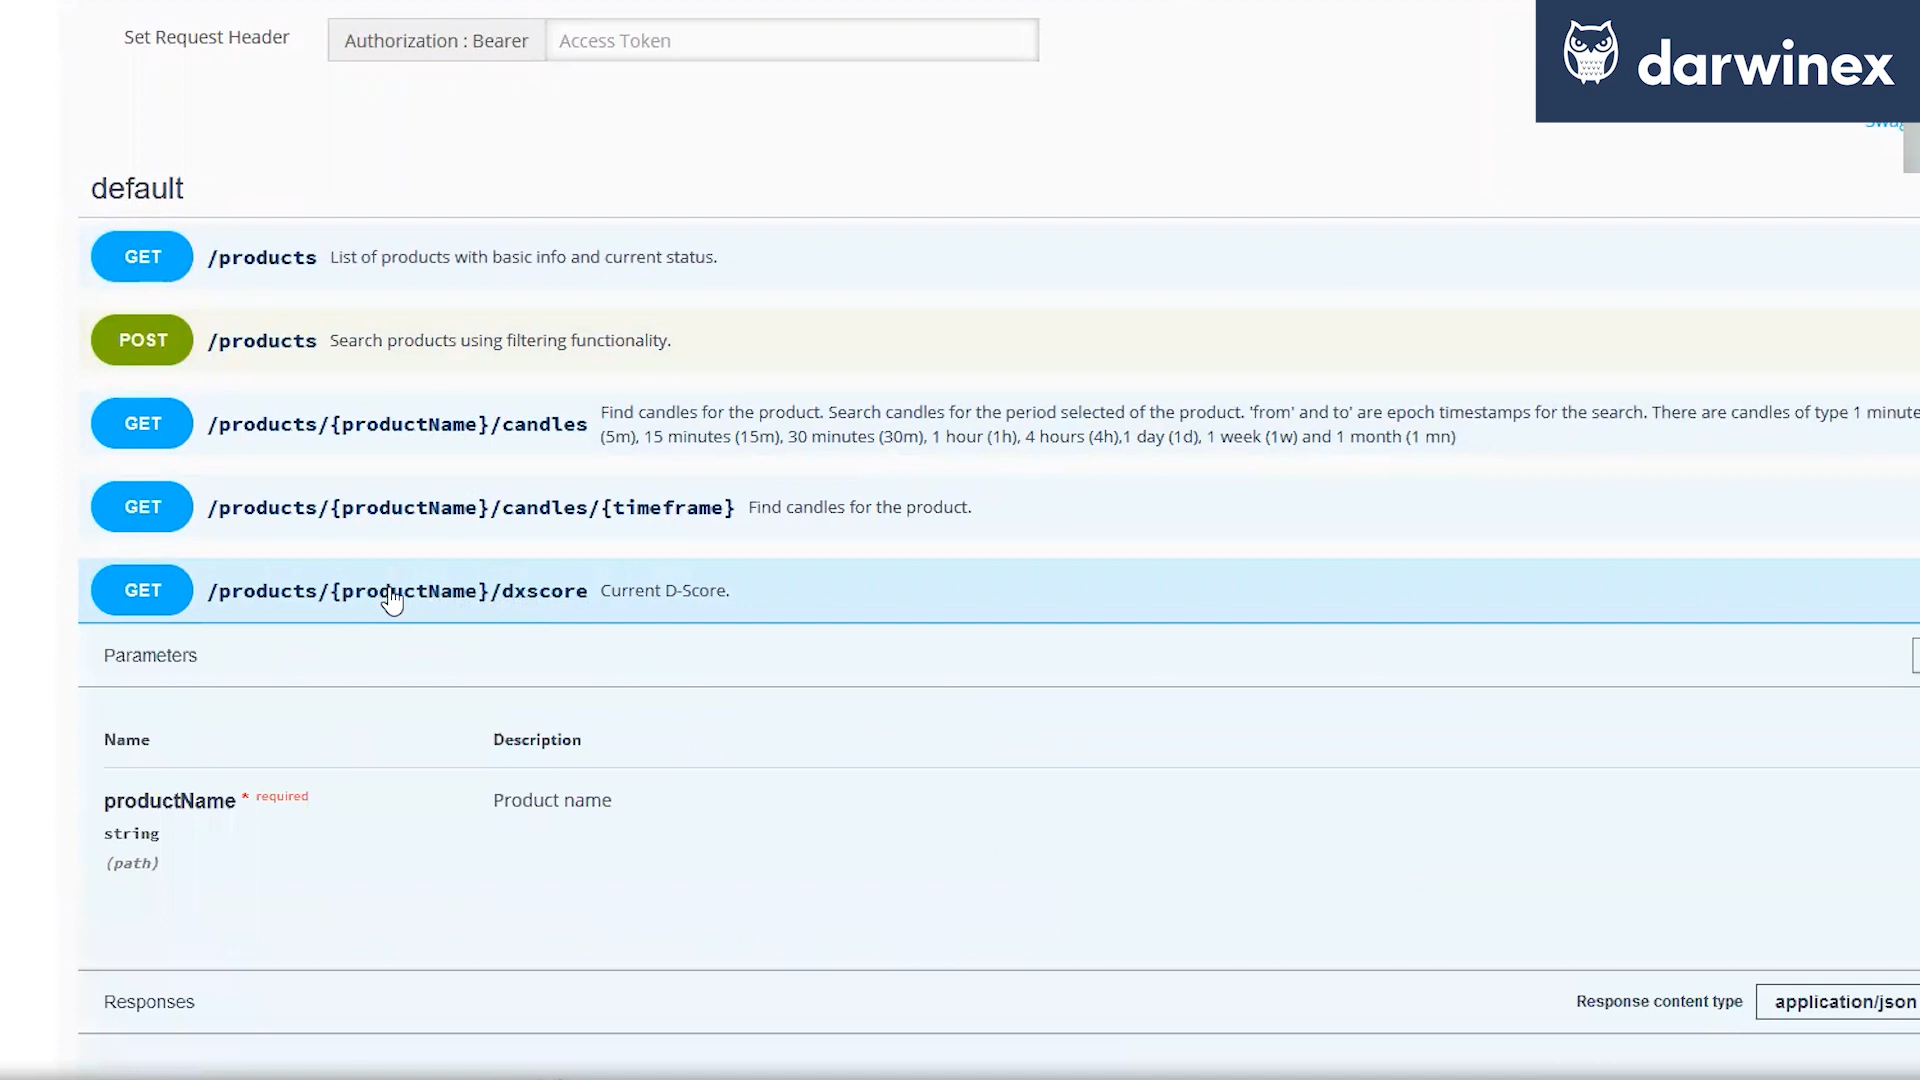 Set Request Header
Authorization : Bearer
Access Token
darwinex
default
GET /products List of products with basic info and current status.
POST /products Search products using filtering functionality.
GET /products/{productName}/candles Find candles for the product. Search candles for the period selected of the product. 'from' and to' are epoch timestamps for the search. There are candles of type 1 minute
(5m), 15 minutes (15m), 30 minutes (30m), 1 hour (1h), 4 hours (4h),1 day (1d), 1 week (1w) and 1 month (1 mn)
GET /products/{productName}/candles/{timeframe} Find candles for the product.
GET /products/{productName}/dxscore Current D-Score.
Parameters
Name Description
productName * required Product name
string
(path)
Responses Response content type application/json